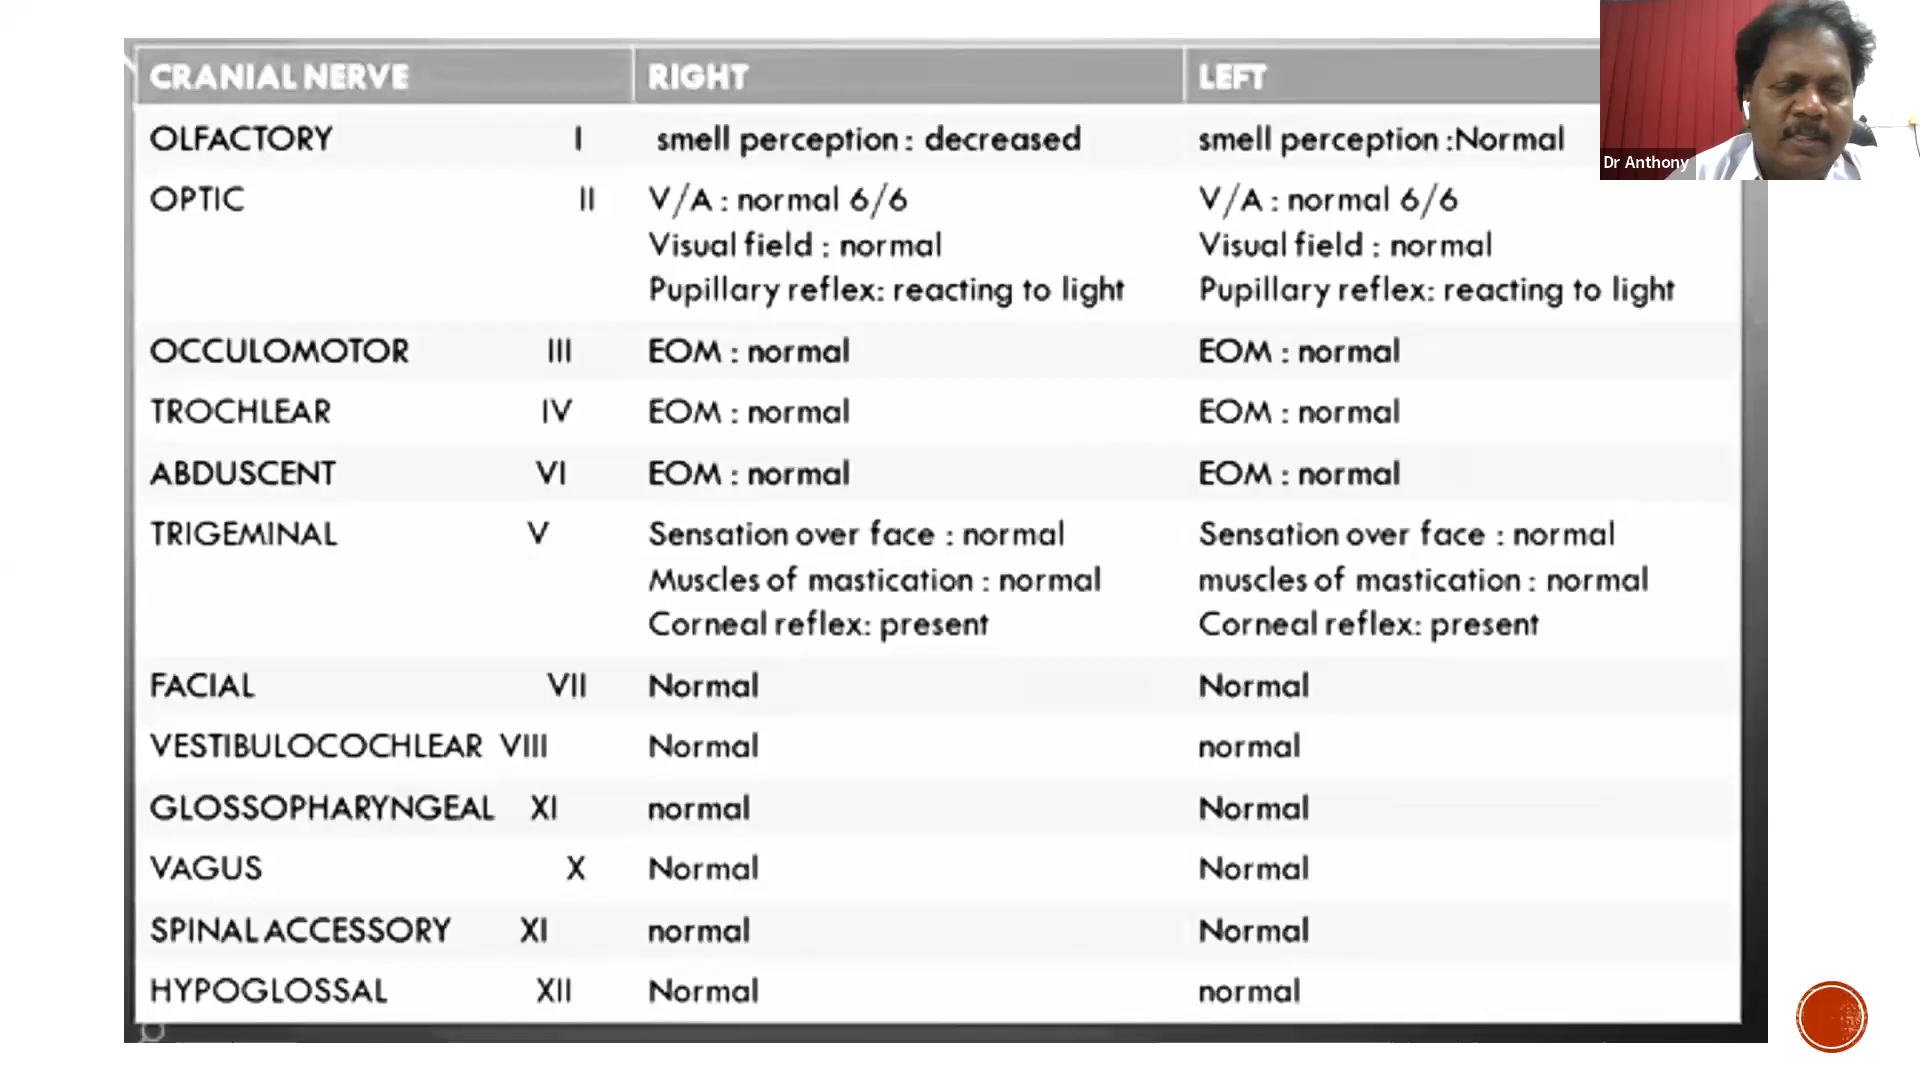 CRANIAL NERVE RIGHT LEFT
OLFACTORY I smell perception : decreased smell perception :Normal
Dr Anthony
OPTIC II V/A : normal 6/6 V/A : normal 6/6
Visual field : normal Visual field : normal
Pupillary reflex: reacting to light Pupillary reflex: reacting to light
OCCULOMOTOR III EOM : normal EOM : normal
TROCHLEAR IV EOM : normal EOM : normal
ABDUSCENT VI EOM : normal EOM : normal
TRIGEMINAL V Sensation over face : normal Sensation over face : normal
Muscles of mastication : normal muscles of mastication : normal
Corneal reflex: present Corneal reflex: present
FACIAL VII Normal Normal
VESTIBULOCOCHLEAR VIII Normal normal
GLOSSOPHARYNGEAL XI normal Normal
VAGUS X Normal Normal
SPINAL ACCESSORY XI normal Normal
HYPOGLOSSAL XII Normal normal